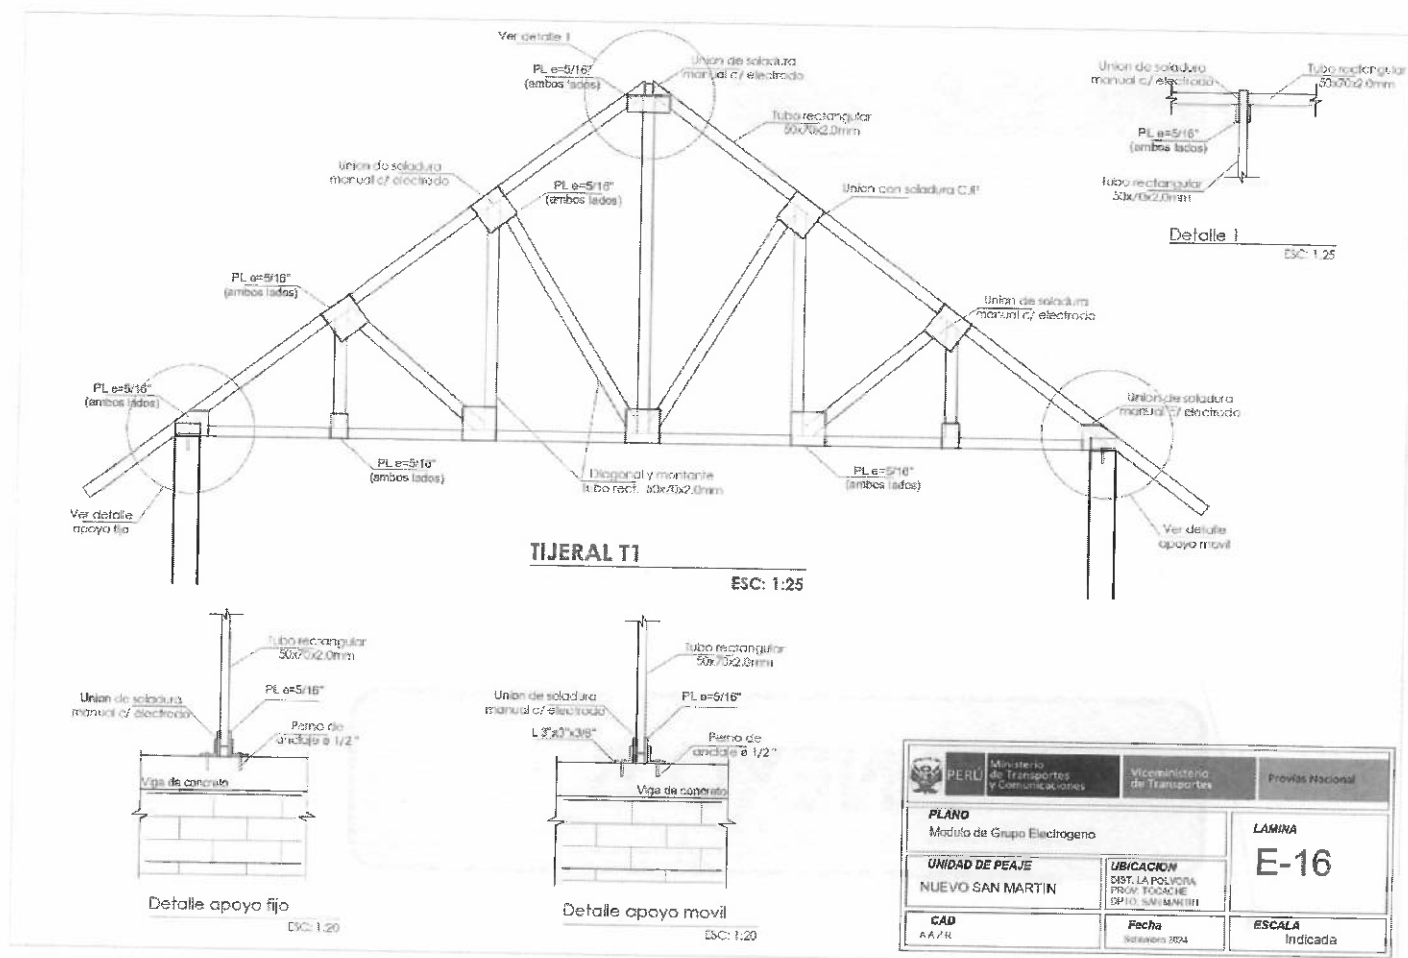 Ver detalle 1
PL e=5/16"
(ambos lados)
Union de soladura
manual c/ electrodo
Tubo rectangular
50x70x2.0mm
Union de soladura
manual c/ electrodo
PL e=5/16"
(ambos lados)
Union con soladura CJP
PL e=5/16"
(ambos lados)
Union de soladura
manual c/ electrodo
PL e=5/16"
(ambos lados)
Union de soladura
manual c/ electrodo
PL e=5/16"
(ambos lados)
Diagonal y montante
tubo rect. 50x70x2.0mm
PL e=5/16"
(ambos lados)
Ver detalle
apoyo fijo
Ver detalle
apoyo movil
TIJERAL T1
ESC: 1:25
Union de soladura
manual c/ electrodo
Tubo rectangular
50x70x2.0mm
PL e=5/16"
(ambos lados)
Tubo rectangular
50x70x2.0mm
Detalle 1
ESC: 1:25
Tubo rectangular
50x70x2.0mm
Union de soladura
manual c/ electrodo
PL e=5/16"
Perno de
anclaje ø 1/2 "
Viga de concreto
Detalle apoyo fijo
ESC: 1:20
Tubo rectangular
50x70x2.0mm
Union de soladura
manual c/ electrodo
PL e=5/16"
L 3"x3"x3/8"
Perno de
anclaje ø 1/2 "
Viga de concreto
Detalle apoyo movil
ESC: 1:20
PERÚ
Ministerio
de Transportes
y Comunicaciones
Viceministerio
de Transportes
Provias Nacional
PLANO
Modulo de Grupo Electrogeno
LAMINA
E-16
UNIDAD DE PEAJE
NUEVO SAN MARTIN
UBICACION
DIST. LA POLVORA
PROV. TOCACHE
DPTO. SAN MARTIN
CAD
Fecha
Setiembre 2024
ESCALA
Indicada